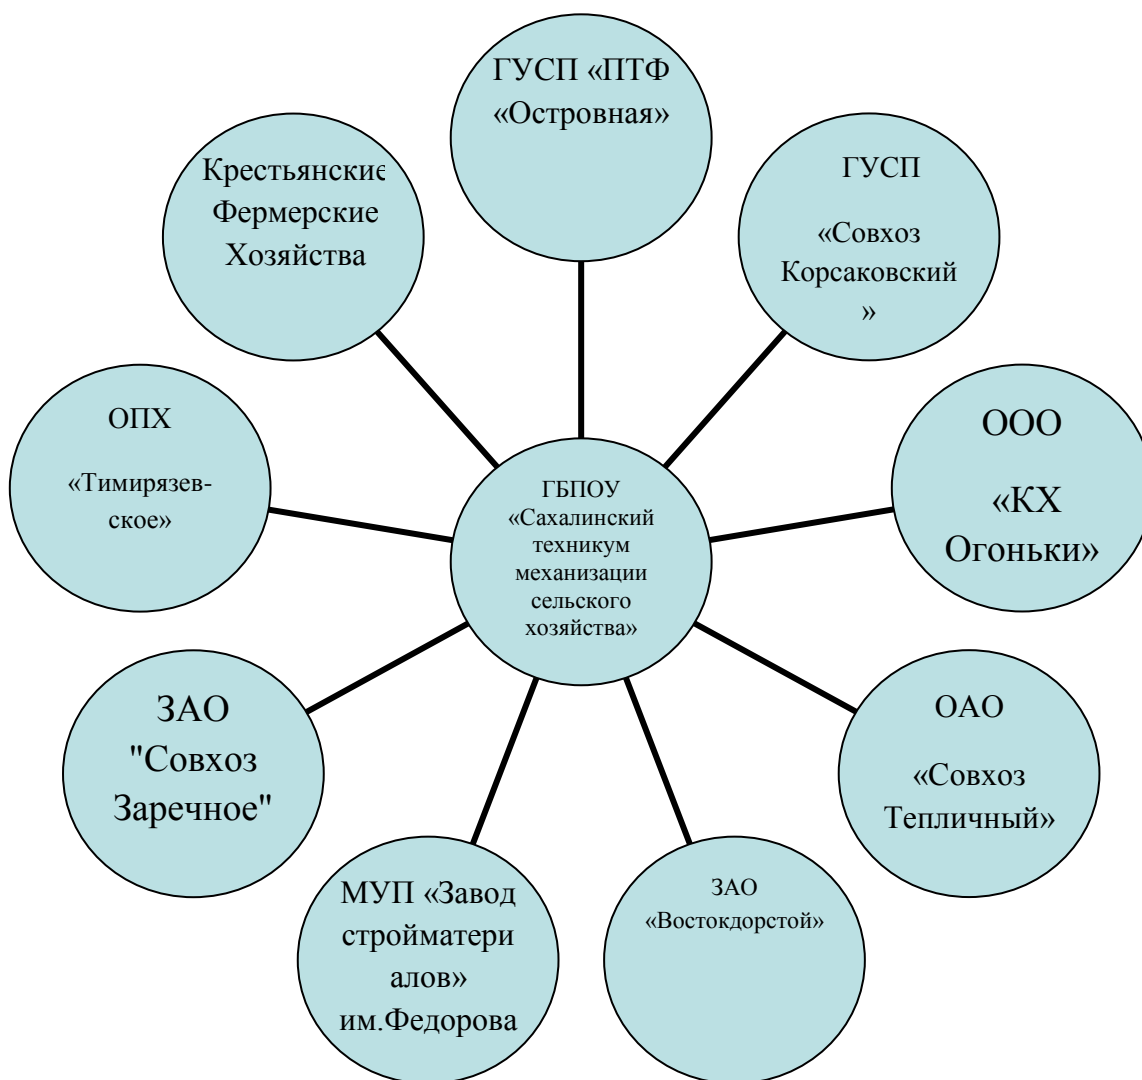 ГУСП «ПТФ
«Островная»
ГУСП
«Совхоз
Корсаковский
»
ООО
«КХ
Огоньки»
ОАО
«Совхоз
Тепличный»
ЗАО
«Востокдорстой»
МУП «Завод
стройматери
алов»
им.Федорова
ЗАО
"Совхоз
Заречное"
ОПХ
«Тимирязев-
ское»
Крестьянские
Фермерские
Хозяйства
ГБПОУ
«Сахалинский
техникум
механизации
сельского
хозяйства»